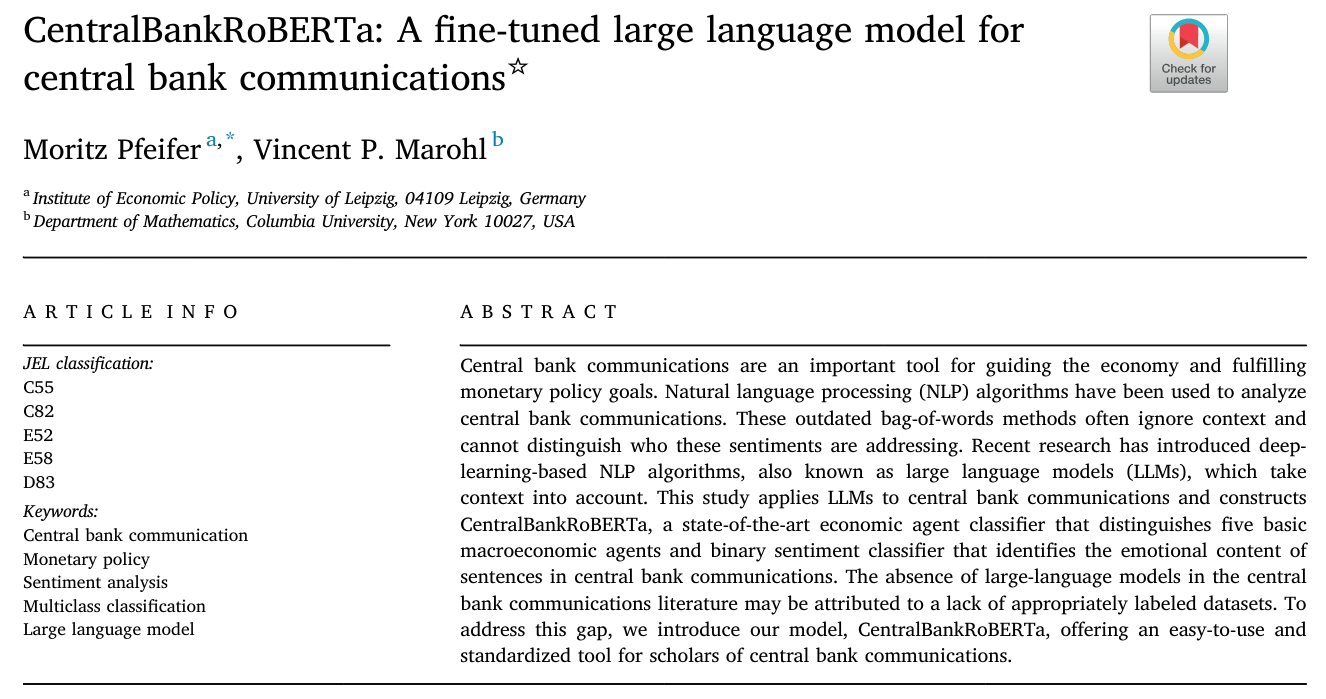 CentralBankRoBERTa: A fine-tuned large language model for
central bank communications☆
Check for
updates
Moritz Pfeifer a,*, Vincent P. Marohl b
a Institute of Economic Policy, University of Leipzig, 04109 Leipzig, Germany
b Department of Mathematics, Columbia University, New York 10027, USA
ARTICLE INFO
JEL classification:
C55
C82
E52
E58
D83
Keywords:
Central bank communication
Monetary policy
Sentiment analysis
Multiclass classification
Large language model
ABSTRACT
Central bank communications are an important tool for guiding the economy and fulfilling
monetary policy goals. Natural language processing (NLP) algorithms have been used to analyze
central bank communications. These outdated bag-of-words methods often ignore context and
cannot distinguish who these sentiments are addressing. Recent research has introduced deep-
learning-based NLP algorithms, also known as large language models (LLMs), which take
context into account. This study applies LLMs to central bank communications and constructs
CentralBankRoBERTa, a state-of-the-art economic agent classifier that distinguishes five basic
macroeconomic agents and binary sentiment classifier that identifies the emotional content of
sentences in central bank communications. The absence of large-language models in the central
bank communications literature may be attributed to a lack of appropriately labeled datasets. To
address this gap, we introduce our model, CentralBankRoBERTa, offering an easy-to-use and
standardized tool for scholars of central bank communications.